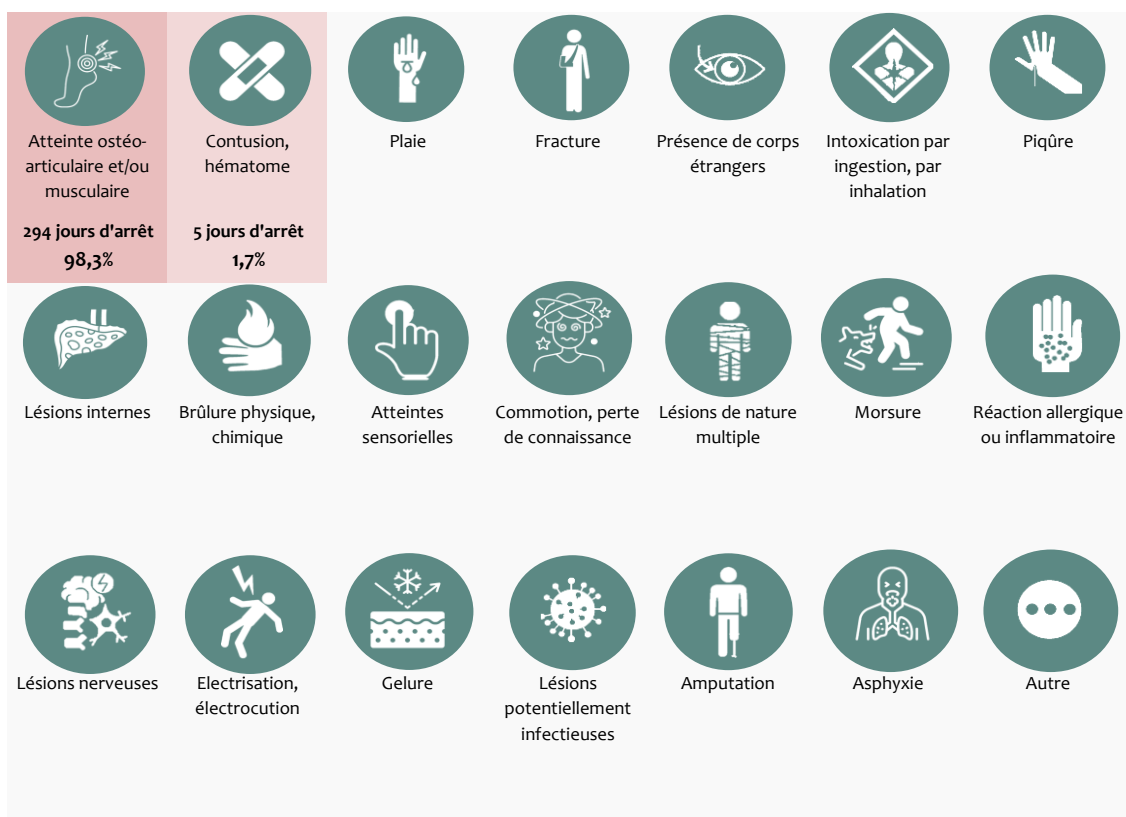 Atteinte ostéo-
articulaire et/ou
musculaire
294 jours d'arrêt
98,3%
Contusion,
hématome
5 jours d'arrêt
1,7%
Plaie
Fracture
Présence de corps
étrangers
Intoxication par
ingestion, par
inhalation
Piqûre
Lésions internes
Brûlure physique,
chimique
Atteintes
sensorielles
Commotion, perte
de connaissance
Lésions de nature
multiple
Morsure
Réaction allergique
ou inflammatoire
Lésions nerveuses
Electrisation,
électrocution
Gelure
Lésions
potentiellement
infectieuses
Amputation
Asphyxie
Autre